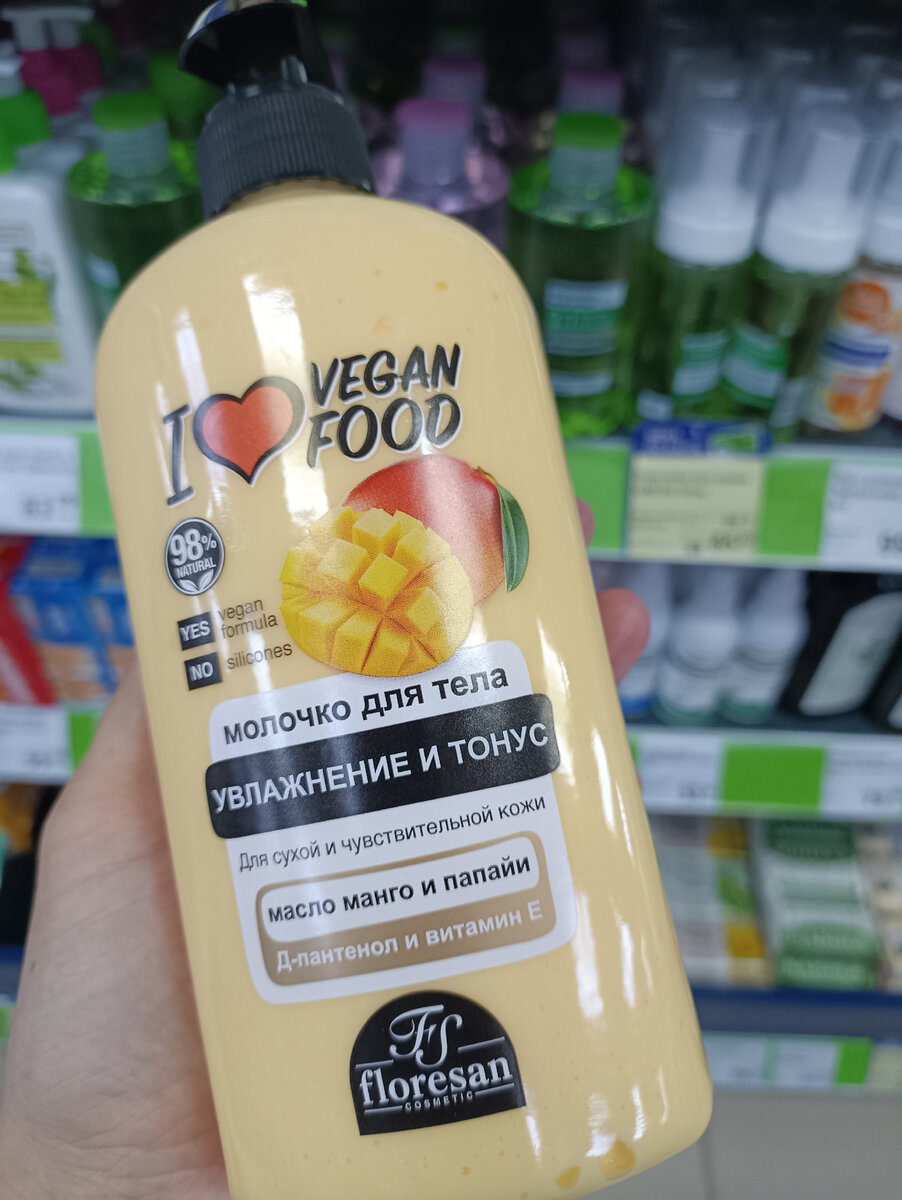 I VEGAN
FOOD
98%
NATURAL
YES vegan
formula
NO silicones
молочко для тела
УВЛАЖНЕНИЕ И ТОНУС
Для сухой и чувствительной кожи
масло манго и папайи
Д-пантенол и витамин Е
FS
floresan
COSMETIC